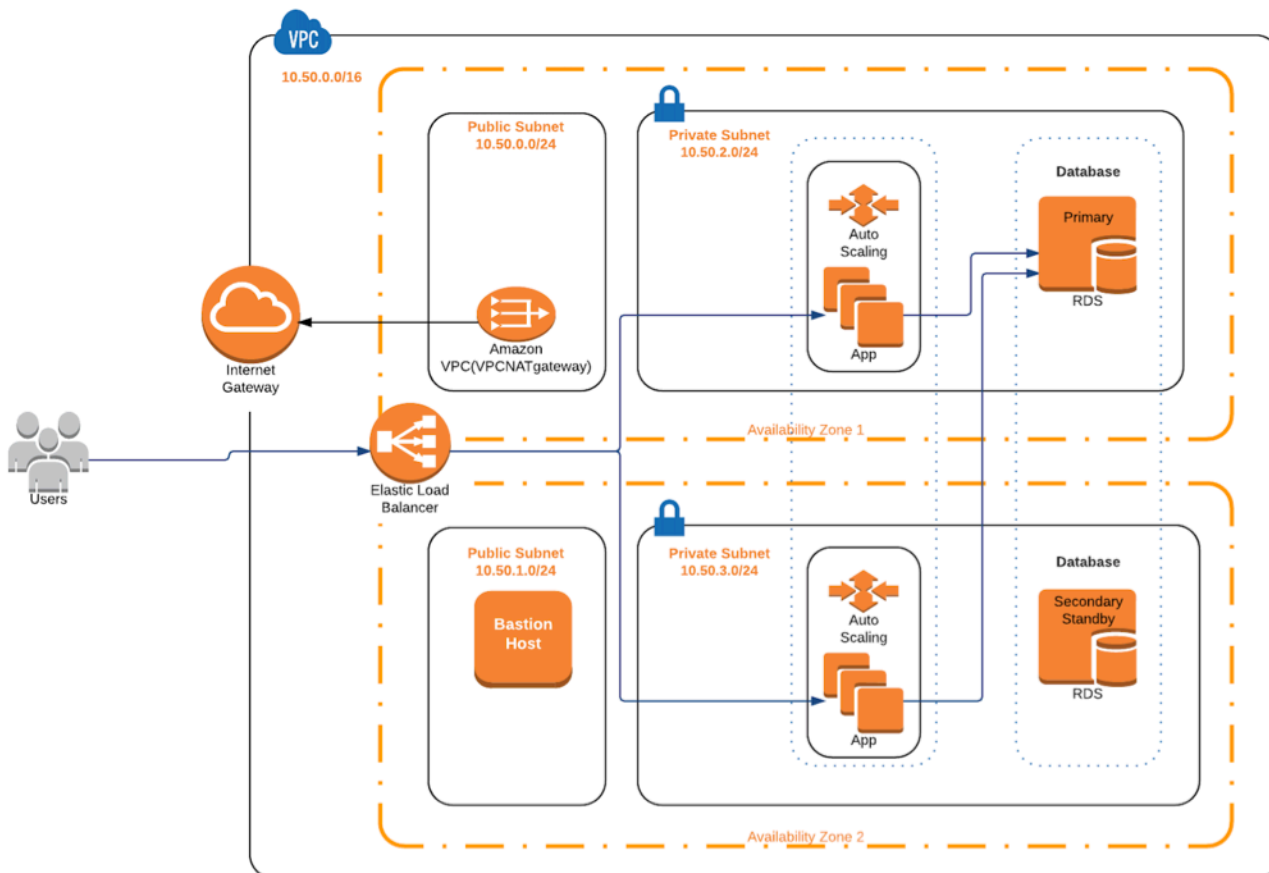 VPC
10.50.0.0/16
Public Subnet
10.50.0.0/24
Private Subnet
10.50.2.0/24
Database
Primary
Auto
Scaling
RDS
Amazon
VPC(VPCNATgateway)
App
Internet
Gateway
Availability Zone 1
Users
Elastic Load
Balancer
Public Subnet
10.50.1.0/24
Private Subnet
10.50.3.0/24
Database
Bastion
Host
Auto
Scaling
Secondary
Standby
RDS
App
Availability Zone 2